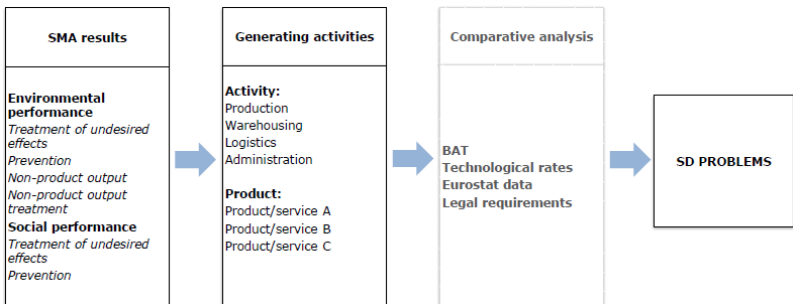 SMA results
Environmental
performance
Treatment of undesired
effects
Prevention
Non-product output
Non-product output
treatment
Social performance
Treatment of undesired
effects
Prevention
Generating activities
Activity:
Production
Warehousing
Logistics
Administration
Product:
Product/service A
Product/service B
Product/service C
Comparative analysis
BAT
Technological rates
Eurostat data
Legal requirements
SD PROBLEMS